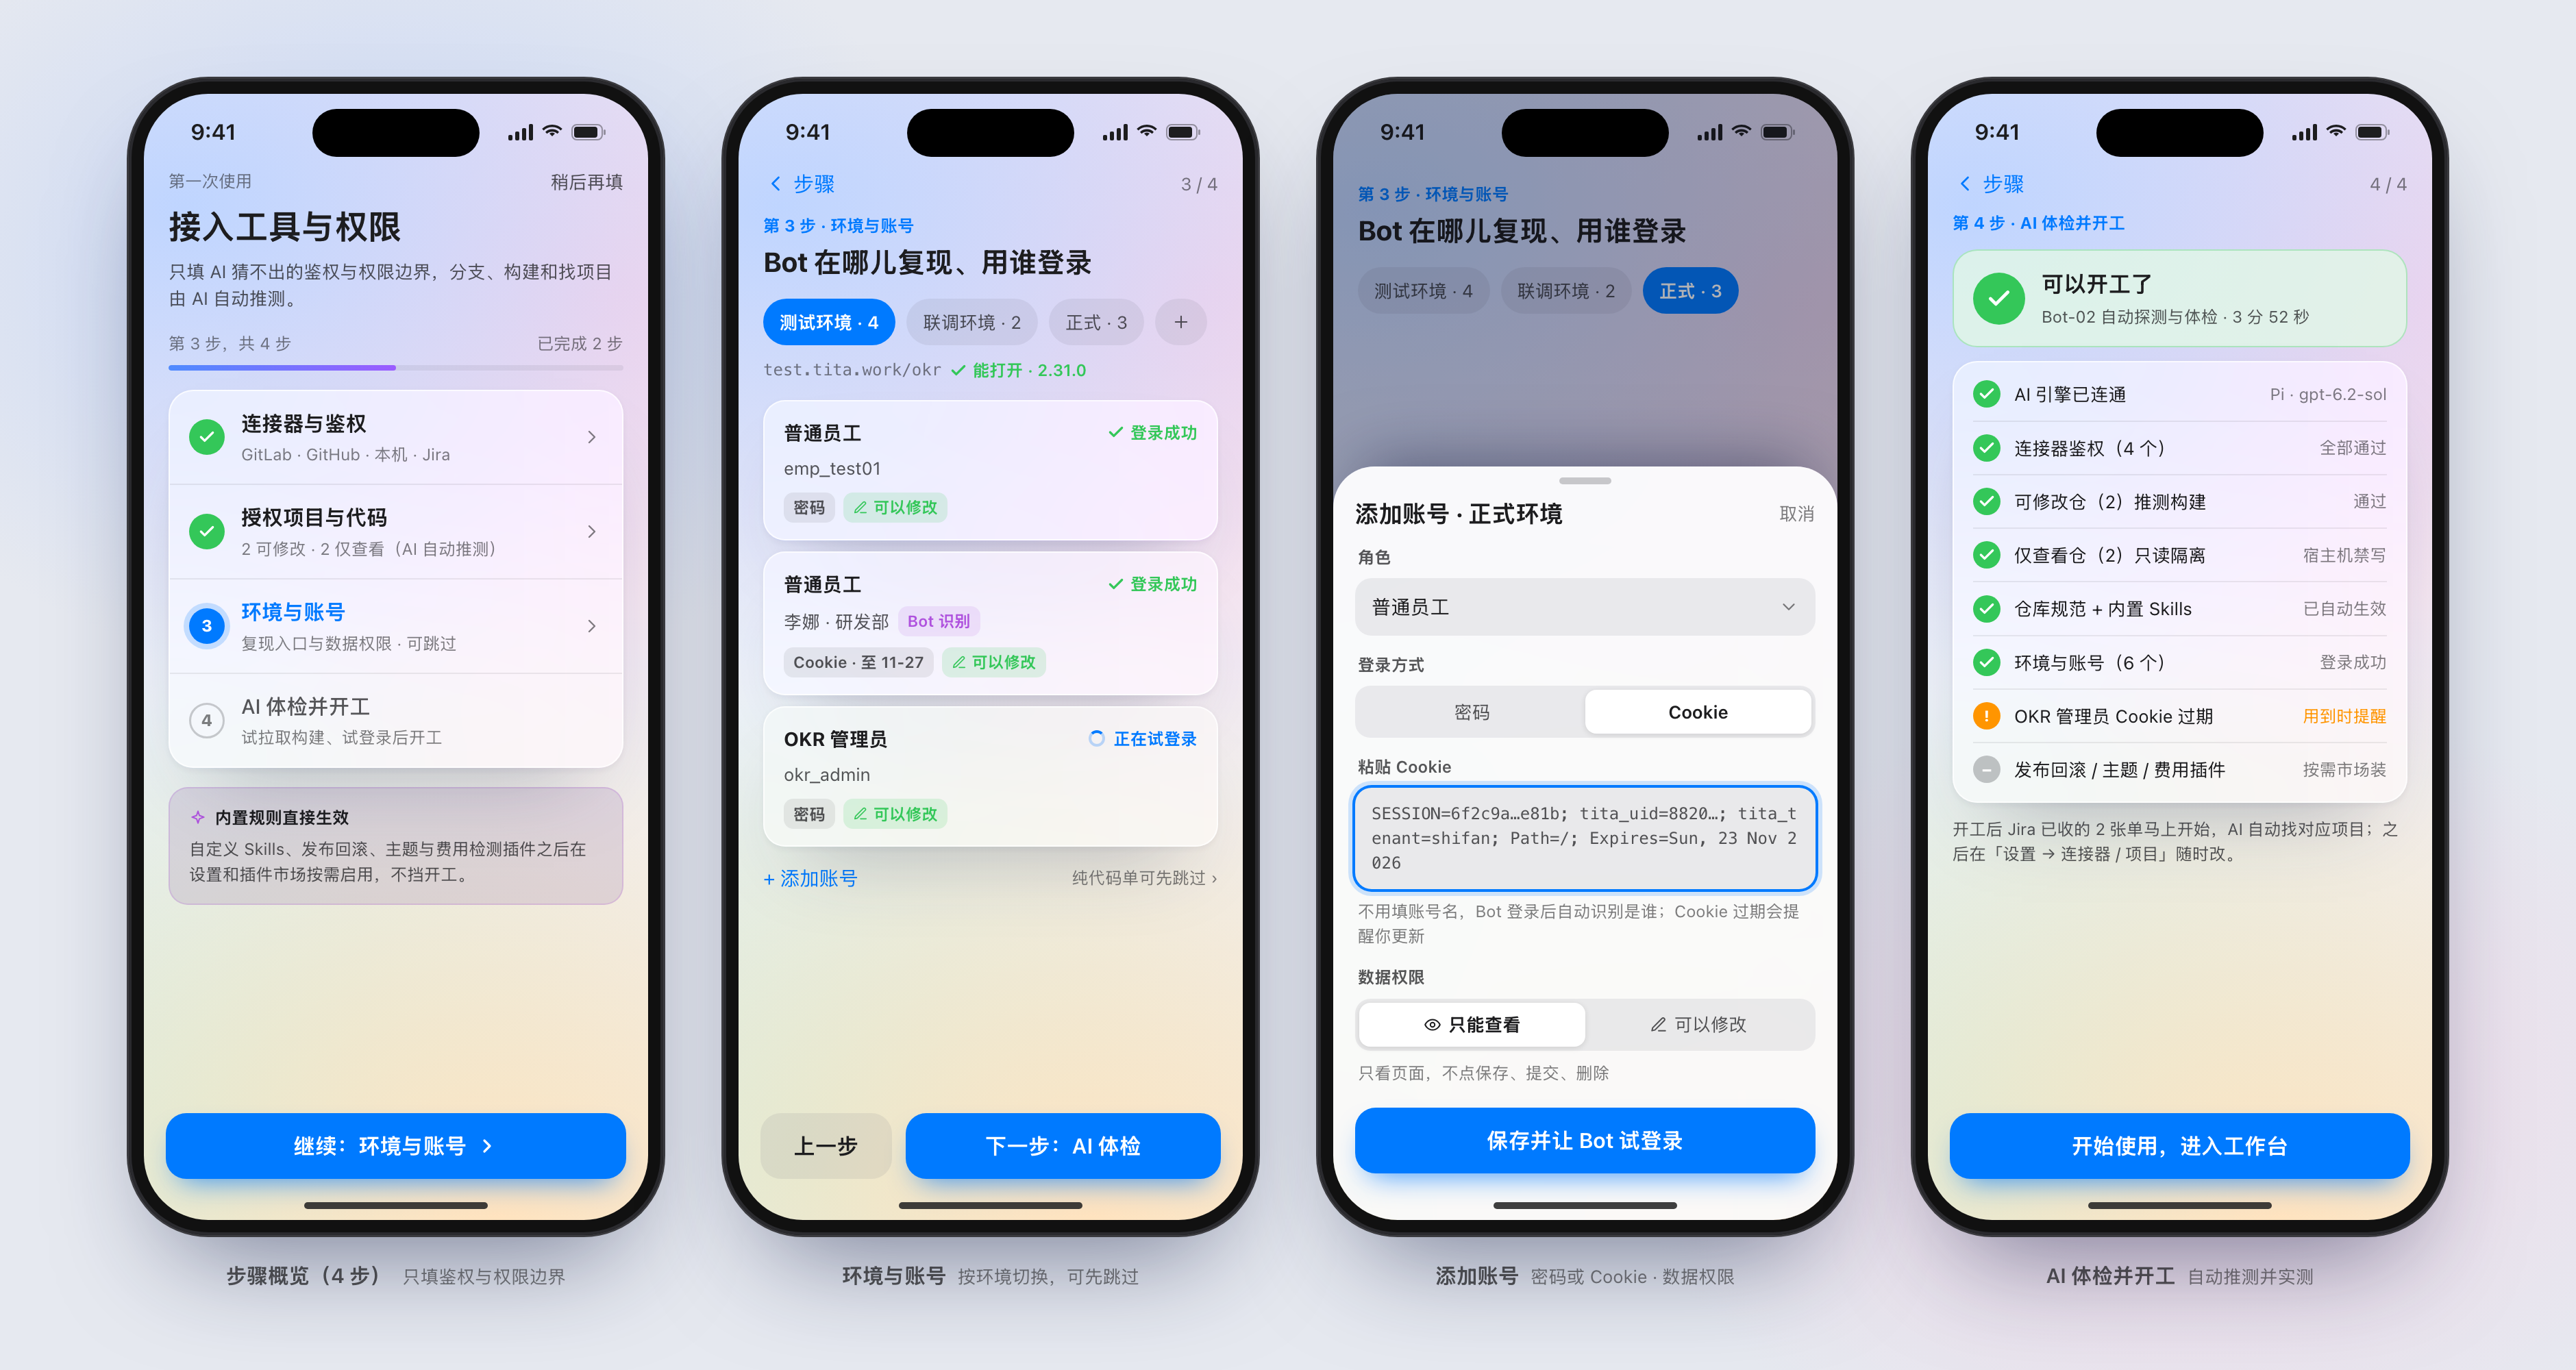 9:41
第一次使用
稍后再填
接入工具与权限
只填 AI 猜不出的鉴权与权限边界，分支、构建和找项目
由 AI 自动推测。
第 3 步，共 4 步
已完成 2 步
连接器与鉴权
GitLab · GitHub · 本机 · Jira
授权项目与代码
2 可修改 · 2 仅查看（AI 自动推测）
3
环境与账号
复现入口与数据权限 · 可跳过
4
AI 体检并开工
试拉取构建、试登录后开工
内置规则直接生效
自定义 Skills、发布回滚、主题与费用检测插件之后在
设置和插件市场按需启用，不挡开工。
继续：环境与账号
步骤概览（4 步） 只填鉴权与权限边界
9:41
步骤
3 / 4
第 3 步 · 环境与账号
Bot 在哪儿复现、用谁登录
测试环境 · 4
联调环境 · 2
正式 · 3
+
test.tita.work/okr
能打开 · 2.31.0
普通员工
登录成功
emp_test01
密码
可以修改
普通员工
登录成功
李娜 · 研发部
Bot 识别
Cookie · 至 11-27
可以修改
OKR 管理员
正在试登录
okr_admin
密码
可以修改
+ 添加账号
纯代码单可先跳过 ›
上一步
下一步：AI 体检
环境与账号 按环境切换，可先跳过
9:41
第 3 步 · 环境与账号
Bot 在哪儿复现、用谁登录
测试环境 · 4
联调环境 · 2
正式 · 3
添加账号 · 正式环境
取消
角色
普通员工
登录方式
密码
Cookie
粘贴 Cookie
SESSION=6f2c9a…e81b; tita_uid=8820…; tita_t
enant=shifan; Path=/; Expires=Sun, 23 Nov 2
026
不用填账号名，Bot 登录后自动识别是谁；Cookie 过期会提
醒你更新
数据权限
只能查看
可以修改
只看页面，不点保存、提交、删除
保存并让 Bot 试登录
添加账号 密码或 Cookie · 数据权限
9:41
步骤
4 / 4
第 4 步 · AI 体检并开工
可以开工了
Bot-02 自动探测与体检 · 3 分 52 秒
AI 引擎已连通
Pi · gpt-6.2-sol
连接器鉴权（4 个）
全部通过
可修改仓（2）推测构建
通过
仅查看仓（2）只读隔离
宿主机禁写
仓库规范 + 内置 Skills
已自动生效
环境与账号（6 个）
登录成功
OKR 管理员 Cookie 过期
用到时提醒
发布回滚 / 主题 / 费用插件
按需市场装
开工后 Jira 已收的 2 张单马上开始，AI 自动找对应项目；之
后在「设置 → 连接器 / 项目」随时改。
开始使用，进入工作台
AI 体检并开工 自动推测并实测